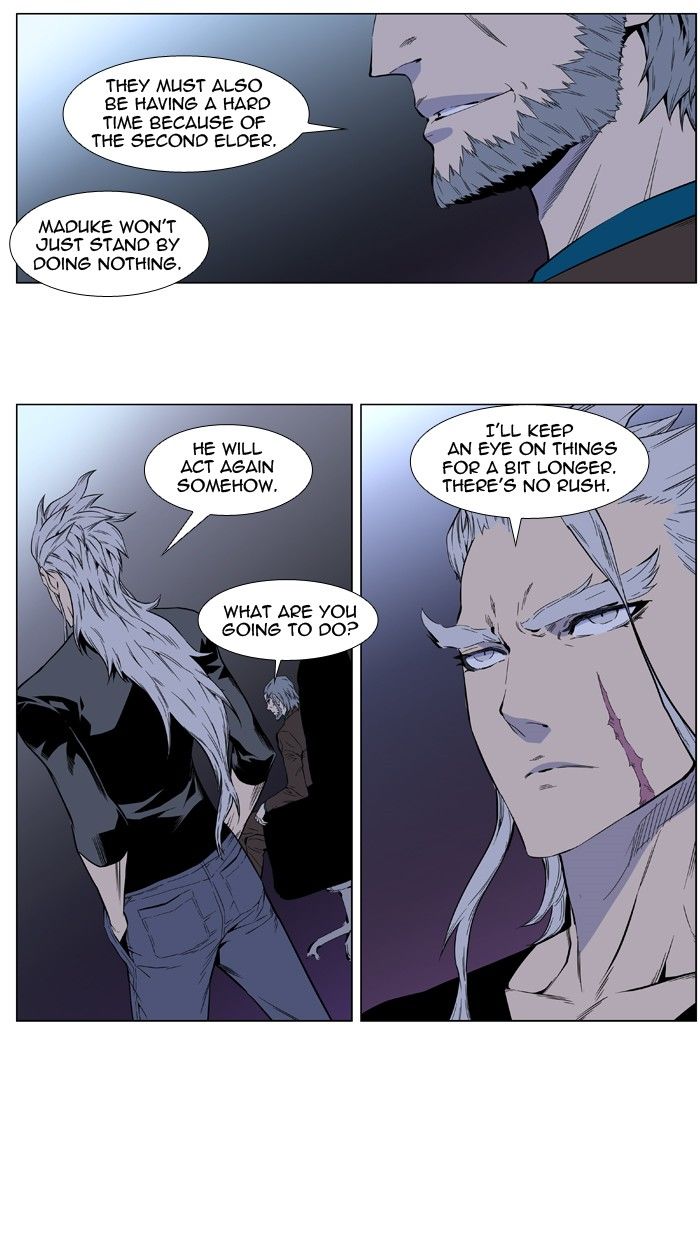 THEY MUST ALSO
BE HAVING A HARD
TIME BECAUSE OF
THE SECOND ELDER.
MADUKE WON'T
JUST STAND BY
DOING NOTHING.
HE WILL
ACT AGAIN
SOMEHOW.
WHAT ARE YOU
GOING TO DO?
I'LL KEEP
AN EYE ON THINGS
FOR A BIT LONGER.
THERE'S NO RUSH.